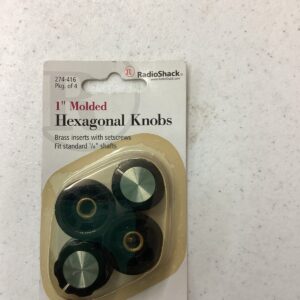 274-416
Pkg. of 4
RadioShack.
1" Molded
Hexagonal Knobs
Brass inserts with setscrews
Fit standard 1/4" shafts